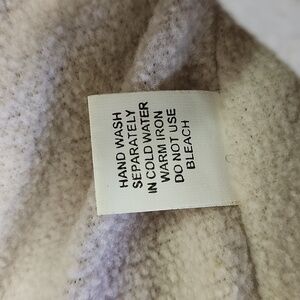 HAND WASH
SEPARATELY
IN COLD WATER
WARM IRON
DO NOT USE
BLEACH